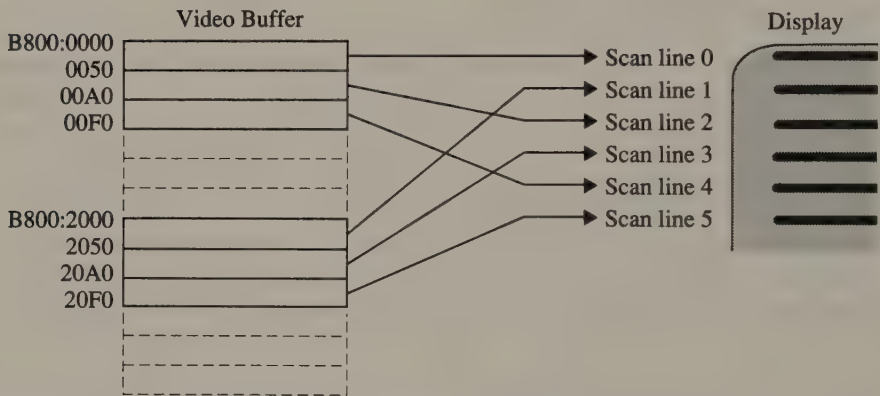 Video Buffer
Display
B800:0000
0050
00A0
00F0
B800:2000
2050
20A0
20F0
Scan line 0
Scan line 1
Scan line 2
Scan line 3
Scan line 4
Scan line 5